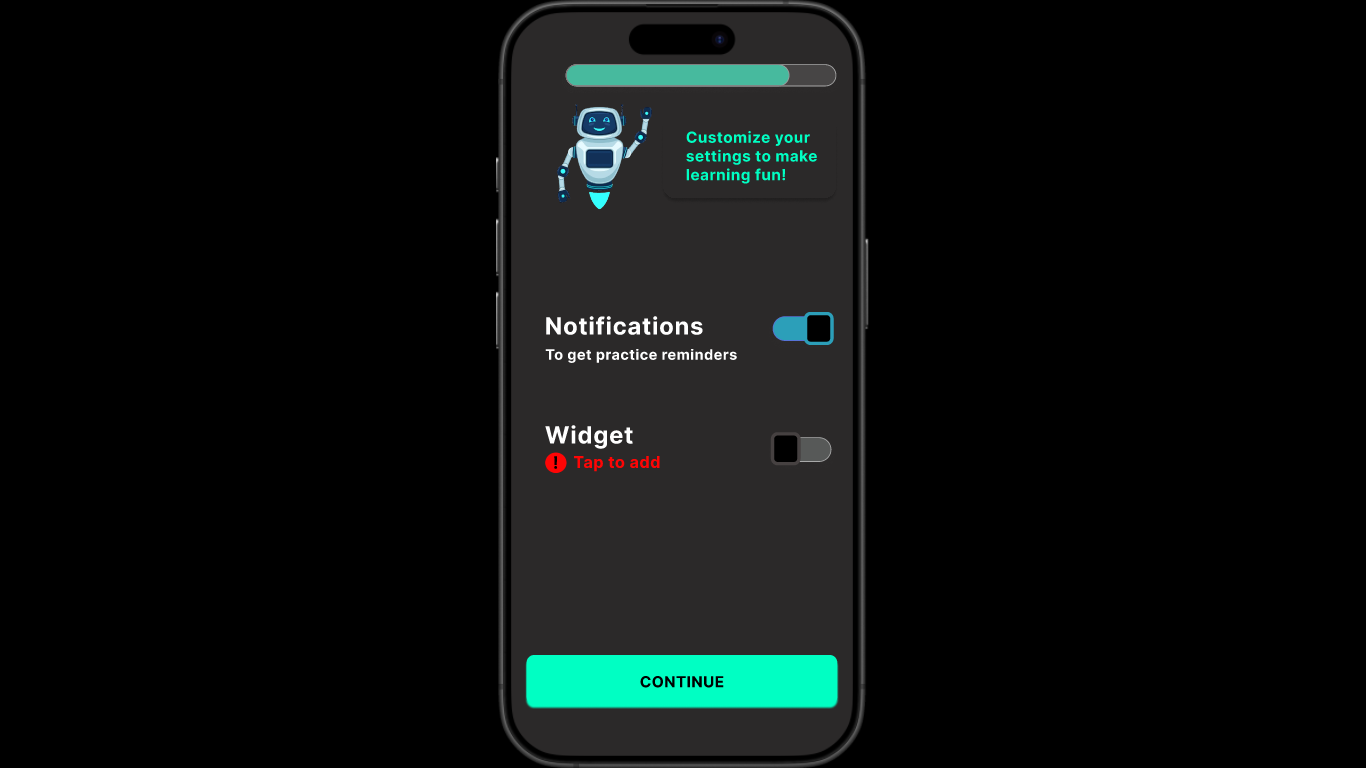 Customize your
settings to make
learning fun!
Notifications
To get practice reminders
Widget
! Tap to add
CONTINUE